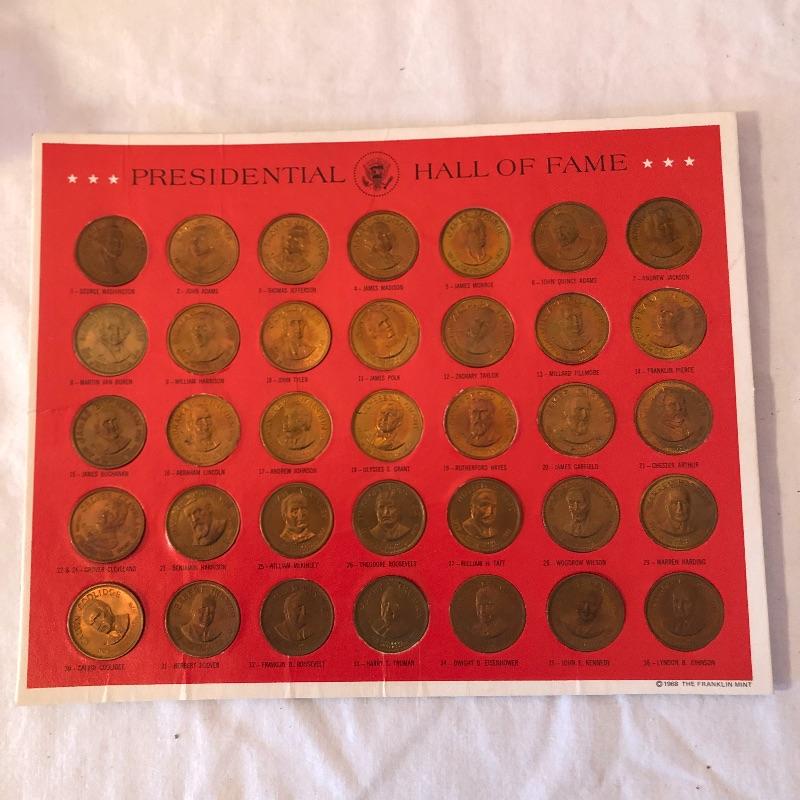 ★ ★ ★ PRESIDENTIAL HALL OF FAME ★ ★ ★
1 - GEORGE WASHINGTON 2 - JOHN ADAMS 3 - THOMAS JEFFERSON 4 - JAMES MADISON 5 - JAMES MONROE 6 - JOHN QUINCY ADAMS 7 - ANDREW JACKSON
8 - MARTIN VAN BUREN 9 - WILLIAM HARRISON 10 - JOHN TYLER 11 - JAMES POLK 12 - ZACHARY TAYLOR 13 - MILLARD FILLMORE 14 - FRANKLIN PIERCE
15 - JAMES BUCHANAN 16 - ABRAHAM LINCOLN 17 - ANDREW JOHNSON 18 - ULYSSES S. GRANT 19 - RUTHERFORD HAYES 20 - JAMES GARFIELD 21 - CHESTER ARTHUR
22 & 24 - GROVER CLEVELAND 23 - BENJAMIN HARRISON 25 - WILLIAM McKINLEY 26 - THEODORE ROOSEVELT 27 - WILLIAM H. TAFT 28 - WOODROW WILSON 29 - WARREN HARDING
30 - CALVIN COOLIDGE 31 - HERBERT HOOVER 32 - FRANKLIN D. ROOSEVELT 33 - HARRY S. TRUMAN 34 - DWIGHT D. EISENHOWER 35 - JOHN F. KENNEDY 36 - LYNDON B. JOHNSON
© 1968 THE FRANKLIN MINT